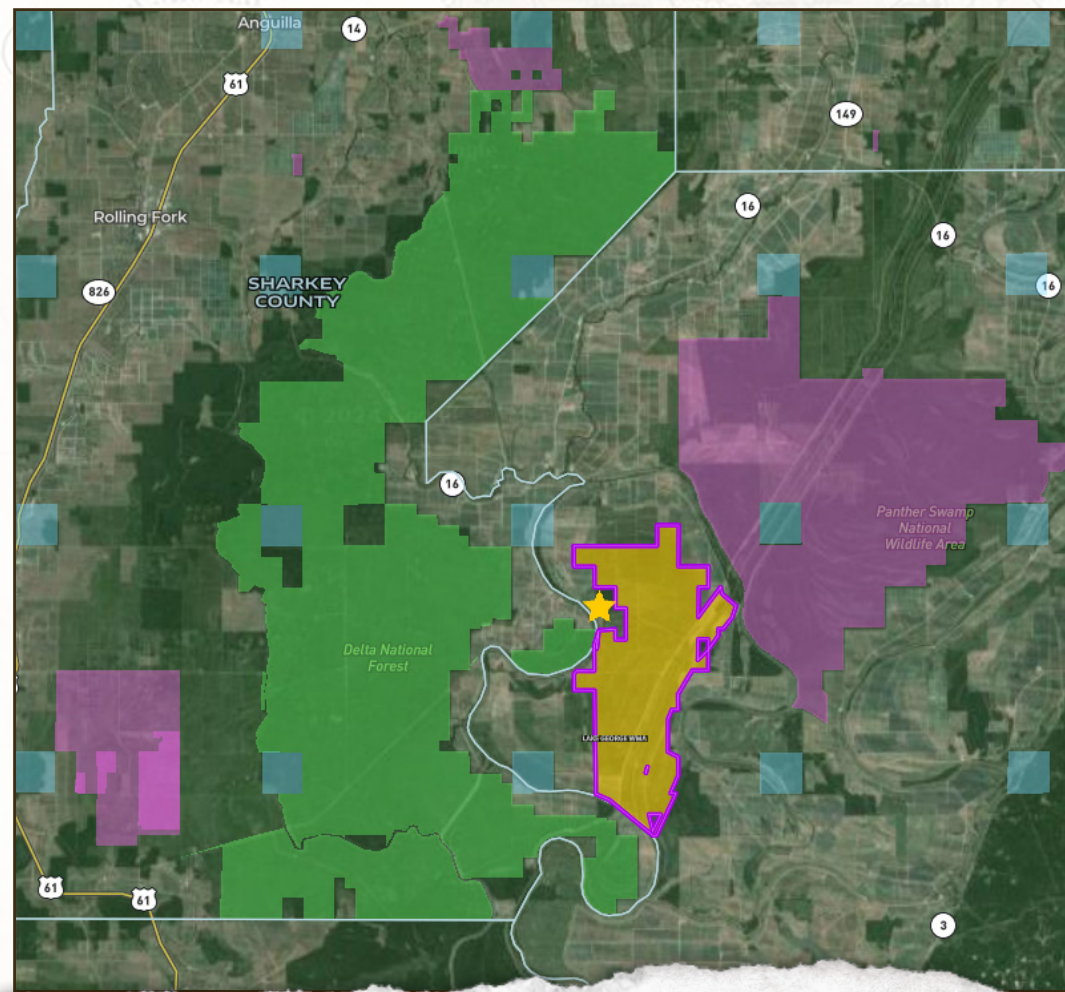 Anguilla
14
61
149
16
Rolling Fork
16
SHARKEY
COUNTY
16
826
16
Panther Swamp
National
Wildlife Area
Delta National
Forest
LAKE GEORGE WMA
61
61
3